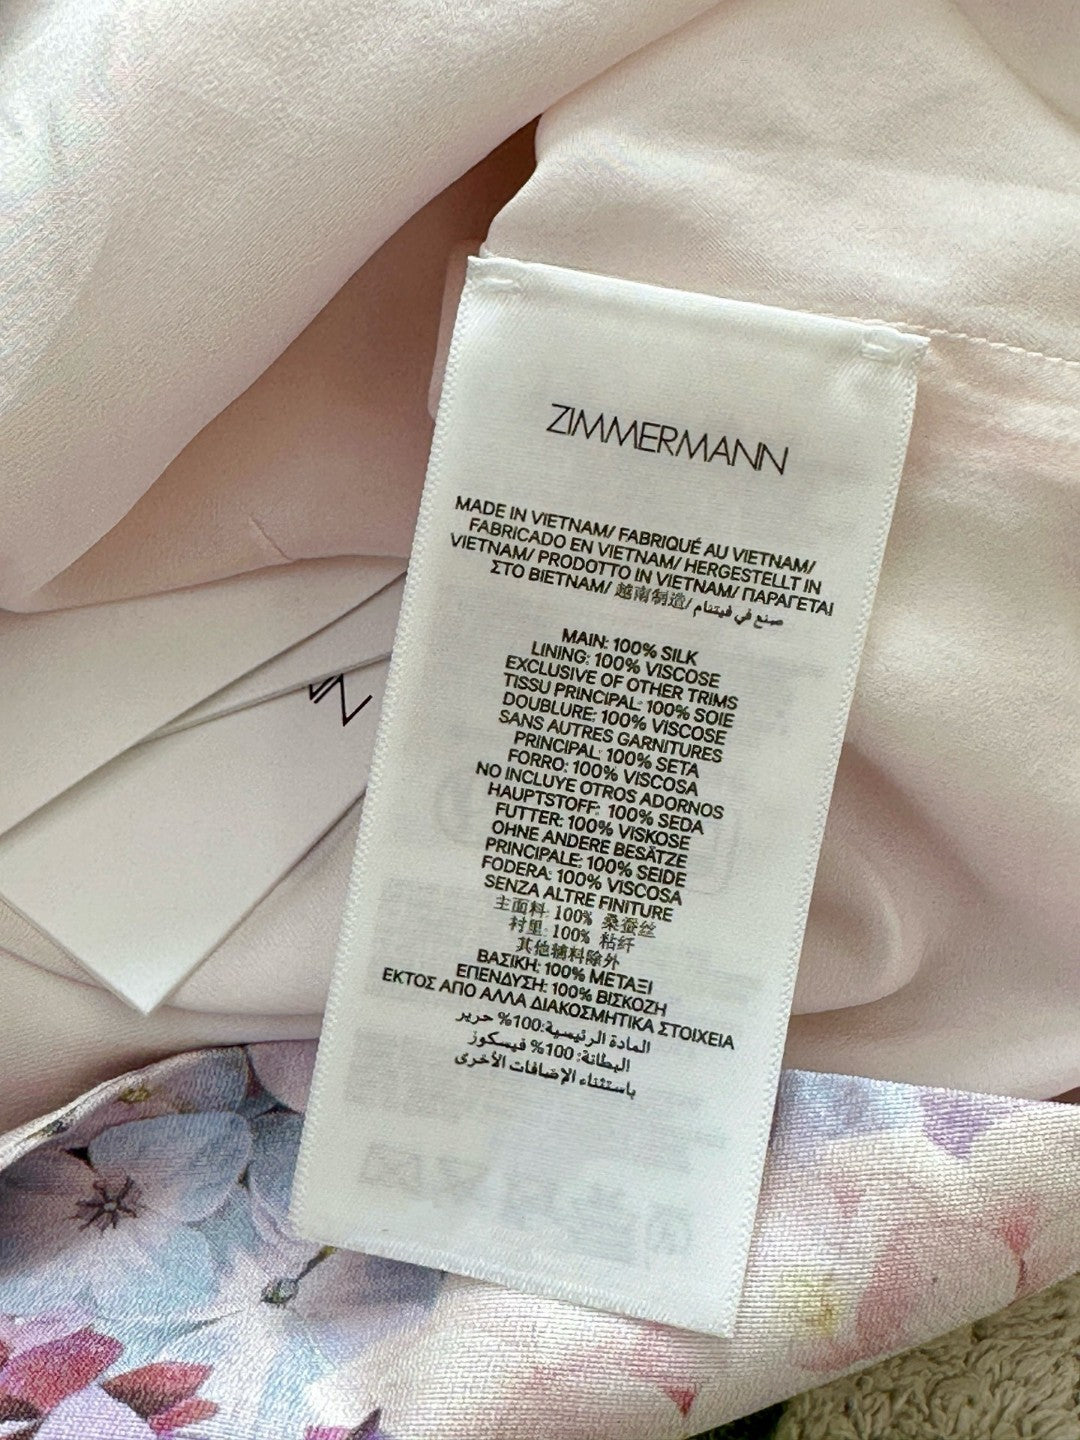 ZIMMERMANN
MADE IN VIETNAM/ FABRIQUÉ AU VIETNAM/
FABRICADO EN VIETNAM/ HERGESTELLT IN
VIETNAM/ PRODOTTO IN VIETNAM/ ΠΑΡΑΓΕΤΑΙ
ΣΤΟ ΒΙΕΤΝΑΜ/ 越南制造/ صنع في فيتنام
MAIN: 100% SILK
LINING: 100% VISCOSE
EXCLUSIVE OF OTHER TRIMS
TISSU PRINCIPAL: 100% SOIE
DOUBLURE: 100% VISCOSE
SANS AUTRES GARNITURES
PRINCIPAL: 100% SETA
FORRO: 100% VISCOSA
NO INCLUYE OTROS ADORNOS
HAUPTSTOFF: 100% SEDA
FUTTER: 100% VISKOSE
OHNE ANDERE BESÄTZE
PRINCIPALE: 100% SEIDE
FODERA: 100% VISCOSA
SENZA ALTRE FINITURE
主面料: 100% 桑蚕丝
衬里: 100% 粘纤
其他辅料除外
ΒΑΣΙΚΗ: 100% ΜΕΤΑΞΙ
ΕΠΕΝΔΥΣΗ: 100% ΒΙΣΚΟΖΗ
ΕΚΤΟΣ ΑΠΟ ΑΛΛΑ ΔΙΑΚΟΣΜΗΤΙΚΑ ΣΤΟΙΧΕΙΑ
المادة الرئيسية:100% حرير
البطانة: 100% فيسكوز
باستثناء الإضافات الأخرى